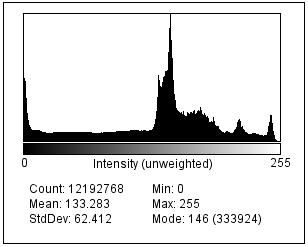 0 Intensity (unweighted) 255
Count: 12192768 Min: 0
Mean: 133.283 Max: 255
StdDev: 62.412 Mode: 146 (333924)